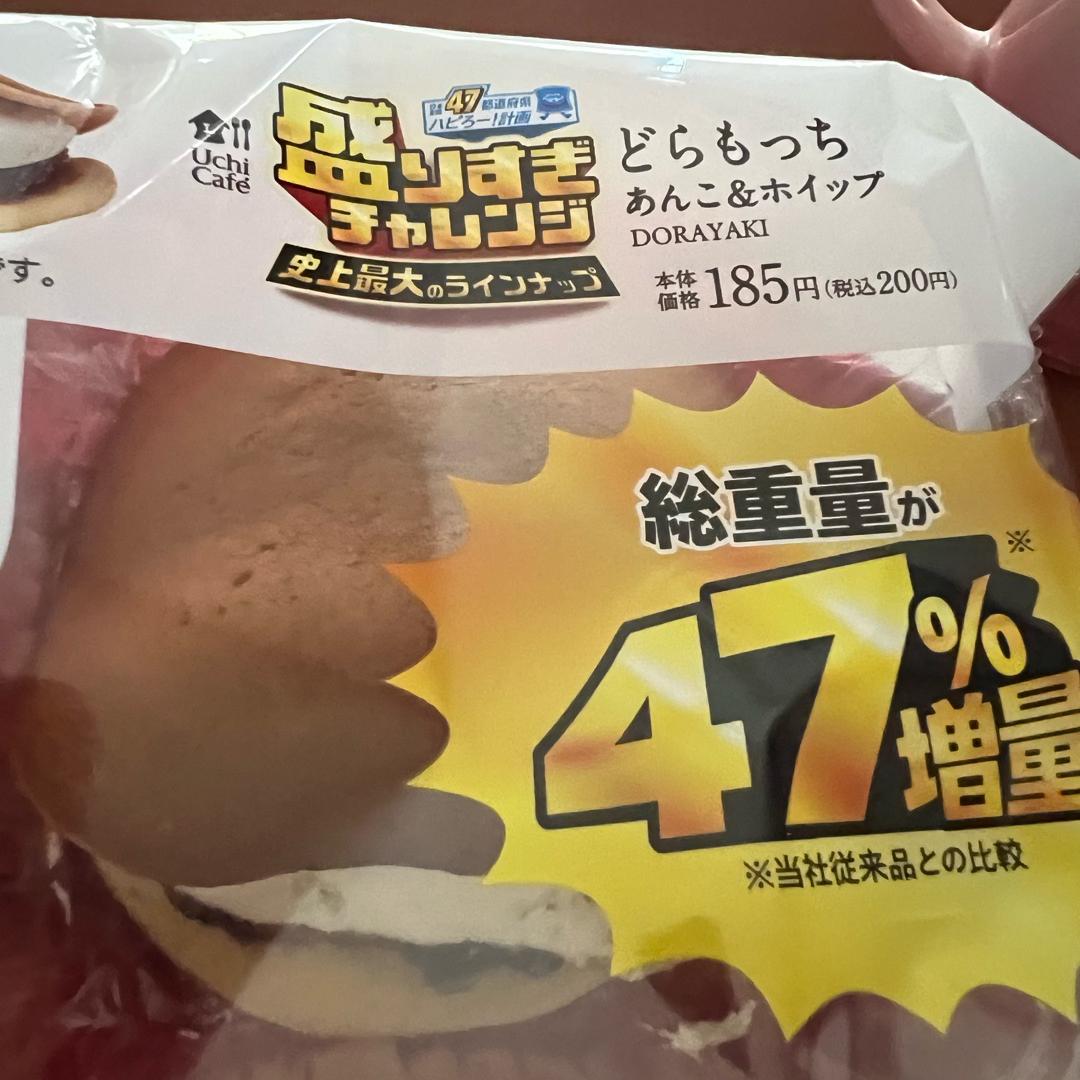 Uchi
Café
47都道府県
ハピろー!計画
盛りすぎ
チャレンジ
史上最大のラインナップ
どらもっち
あんこ&ホイップ
DORAYAKI
本体価格185円(税込200円)
す。
総重量が
47%※
増量
※当社従来品との比較